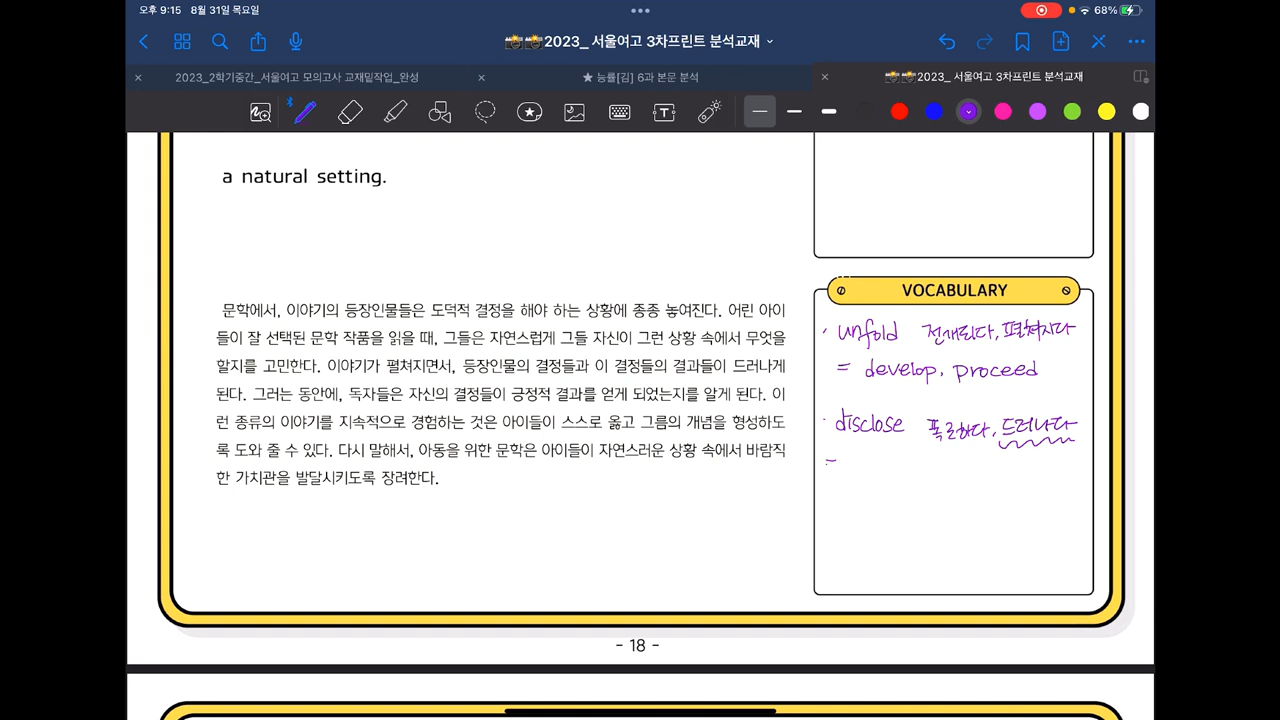 오후 9:15 8월 31일 목요일
68%
2023_ 서울여고 3차프린트 분석교재
2023_2학기중간_서울여고 모의고사 교재밑작업_완성
★ 능률[김] 6과 본문 분석
2023_ 서울여고 3차프린트 분석교재
a natural setting.
문학에서, 이야기의 등장인물들은 도덕적 결정을 해야 하는 상황에 종종 놓여진다. 어린 아이
들이 잘 선택된 문학 작품을 읽을 때, 그들은 자연스럽게 그들 자신이 그런 상황 속에서 무엇을
할지를 고민한다. 이야기가 펼쳐지면서, 등장인물의 결정들과 이 결정들의 결과들이 드러나게
된다. 그러는 동안에, 독자들은 자신의 결정들이 긍정적 결과를 얻게 되었는지를 알게 된다. 이
런 종류의 이야기를 지속적으로 경험하는 것은 아이들이 스스로 옳고 그름의 개념을 형성하도
록 도와 줄 수 있다. 다시 말해서, 아동을 위한 문학은 아이들이 자연스러운 상황 속에서 바람직
한 가치관을 발달시키도록 장려한다.
VOCABULARY
· unfold 전개된다, 펼쳐지다
= develop, proceed
· disclose 폭로하다, 드러나다
=
- 18 -